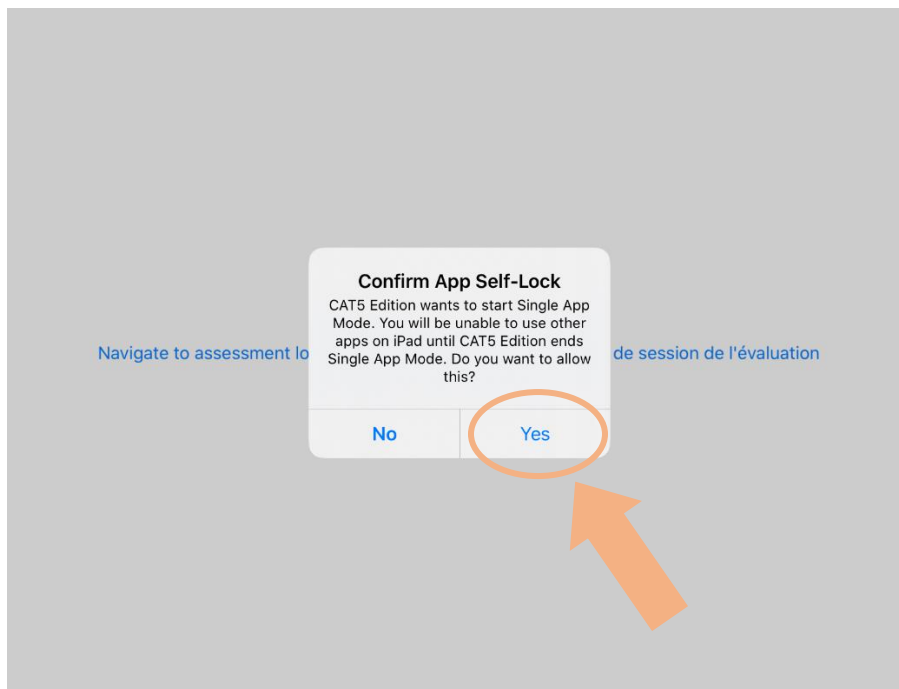 Confirm App Self-Lock
CAT5 Edition wants to start Single App
Mode. You will be unable to use other
apps on iPad until CAT5 Edition ends
Single App Mode. Do you want to allow
this?
Navigate to assessment lo
de session de l'évaluation
No
Yes